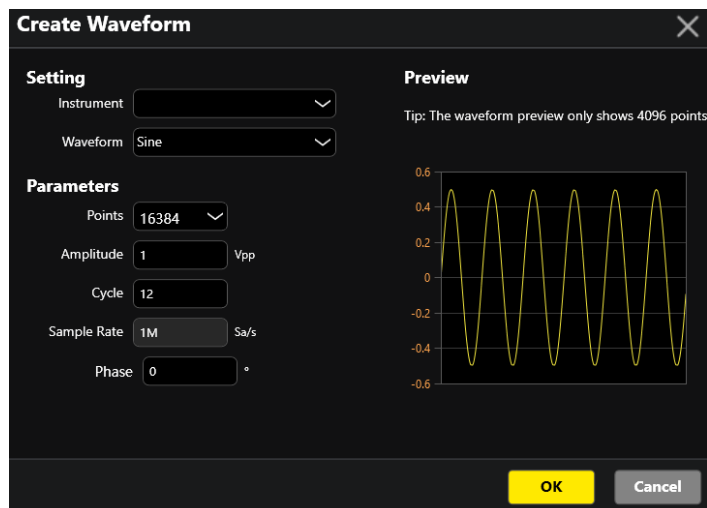 Create Waveform
Setting
Instrument
Waveform Sine
Parameters
Points 16384
Amplitude 1 Vpp
Cycle 12
Sample Rate 1M Sa/s
Phase 0 °
Preview
Tip: The waveform preview only shows 4096 points
0.6
0.4
0.2
0
-0.2
-0.4
-0.6
OK
Cancel